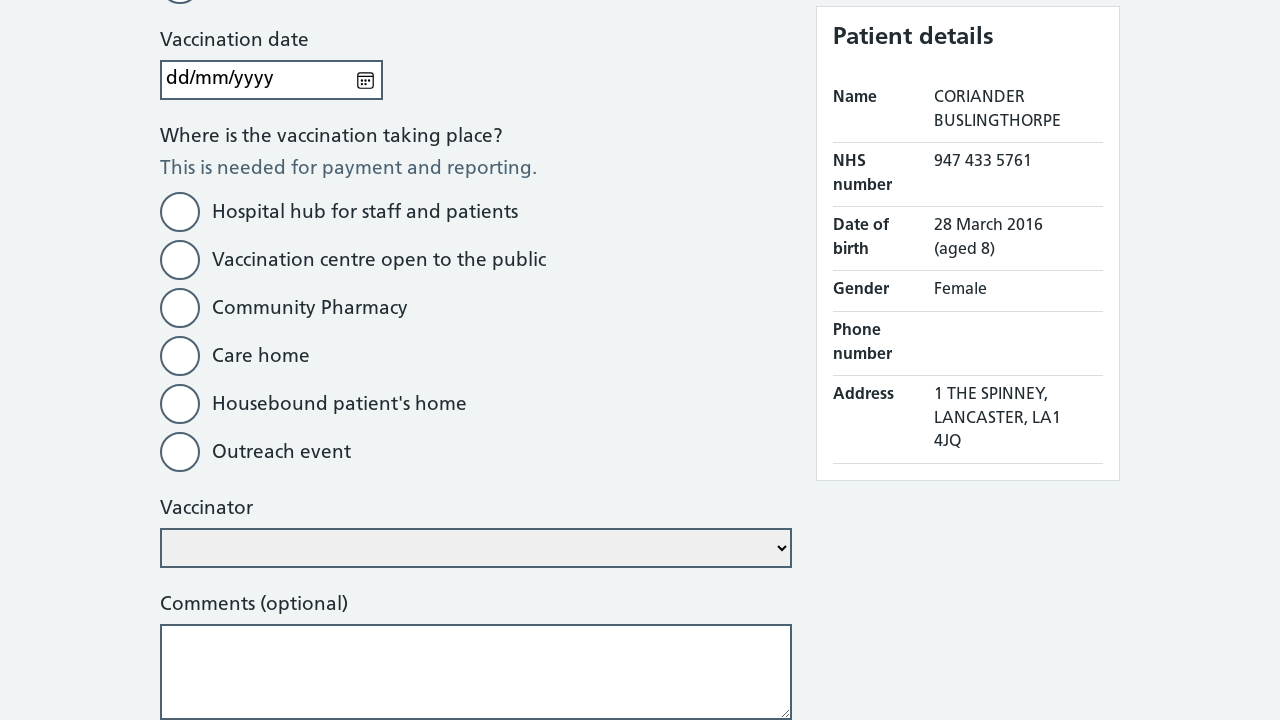 Vaccination date
dd/mm/yyyy
Where is the vaccination taking place?
This is needed for payment and reporting.
Hospital hub for staff and patients
Vaccination centre open to the public
Community Pharmacy
Care home
Housebound patient's home
Outreach event
Vaccinator
Comments (optional)
Patient details
Name CORIANDER
BUSLINGTHORPE
NHS 947 433 5761
number
Date of 28 March 2016
birth (aged 8)
Gender Female
Phone
number
Address 1 THE SPINNEY,
LANCASTER, LA1
4JQ